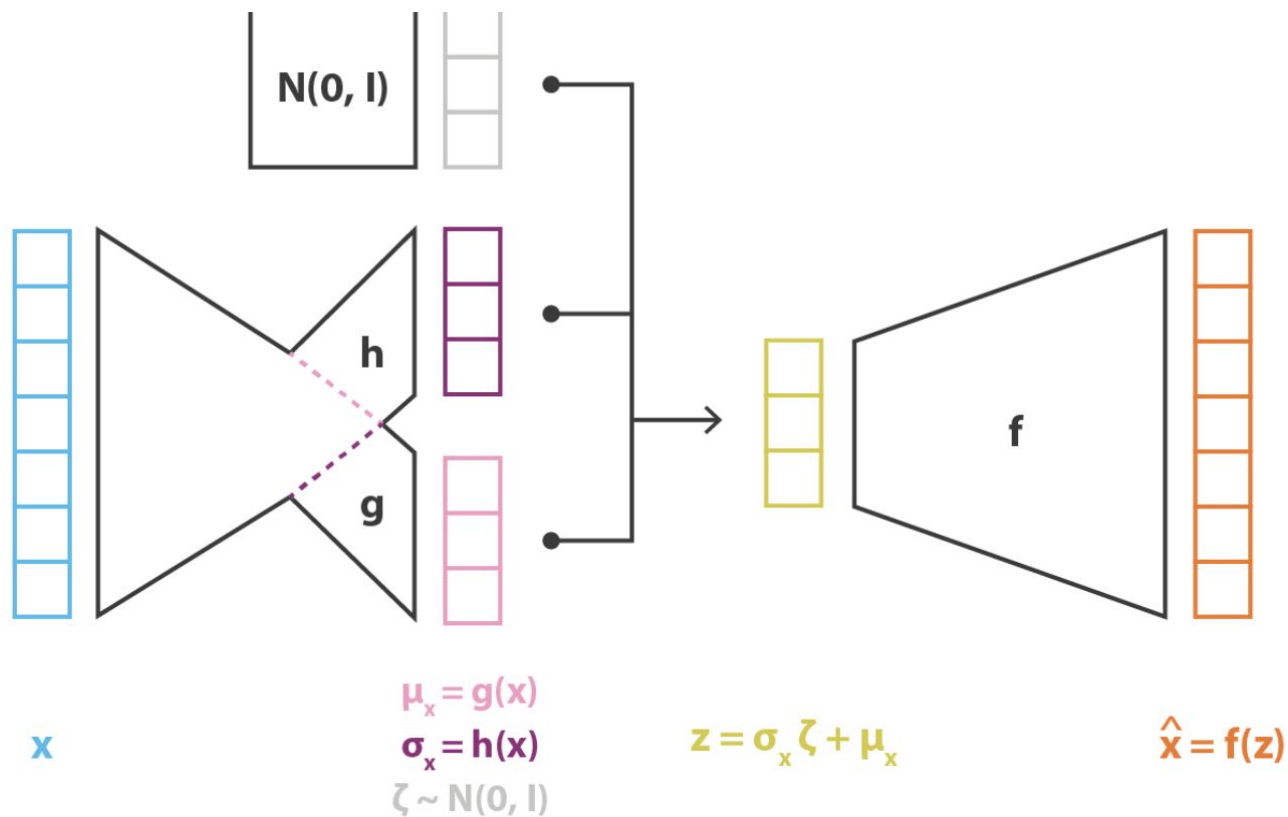 N(0, I)
h
g
f
μₓ = g(x)
x
σₓ = h(x)
z = σₓ ζ + μₓ
x̂ = f(z)
ζ ~ N(0, I)